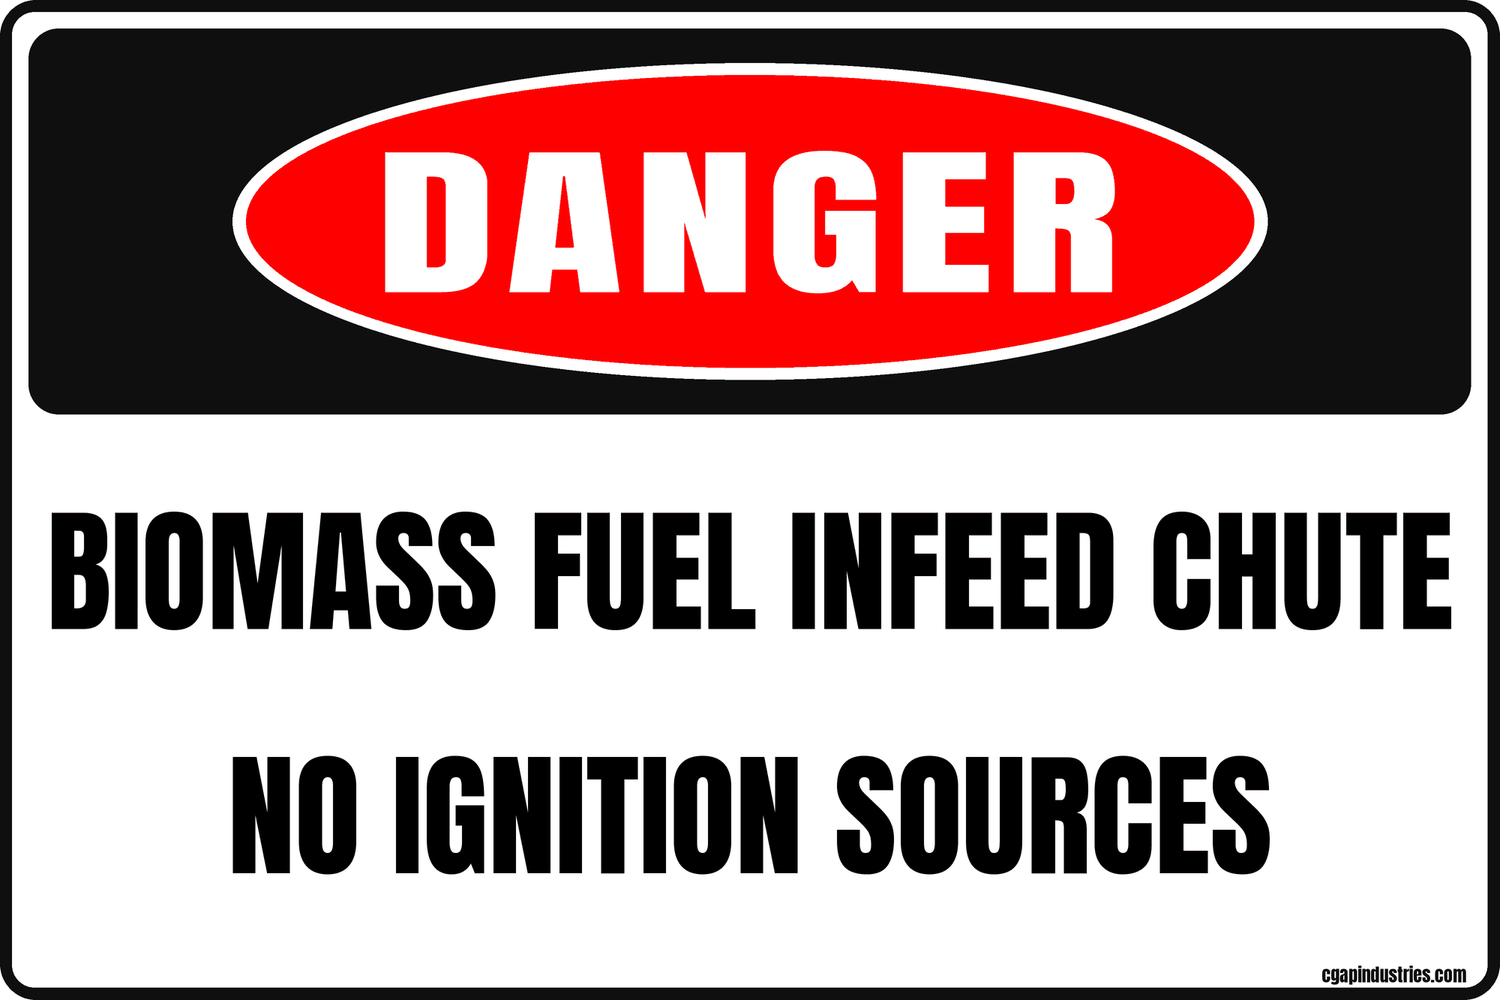 DANGER
BIOMASS FUEL INFEED CHUTE
NO IGNITION SOURCES
cgapindustries.com